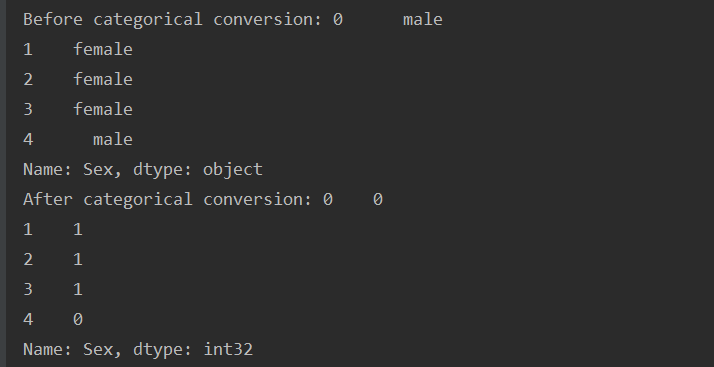 Before categorical conversion: 0      male
1    female
2    female
3    female
4      male
Name: Sex, dtype: object
After categorical conversion: 0    0
1    1
2    1
3    1
4    0
Name: Sex, dtype: int32